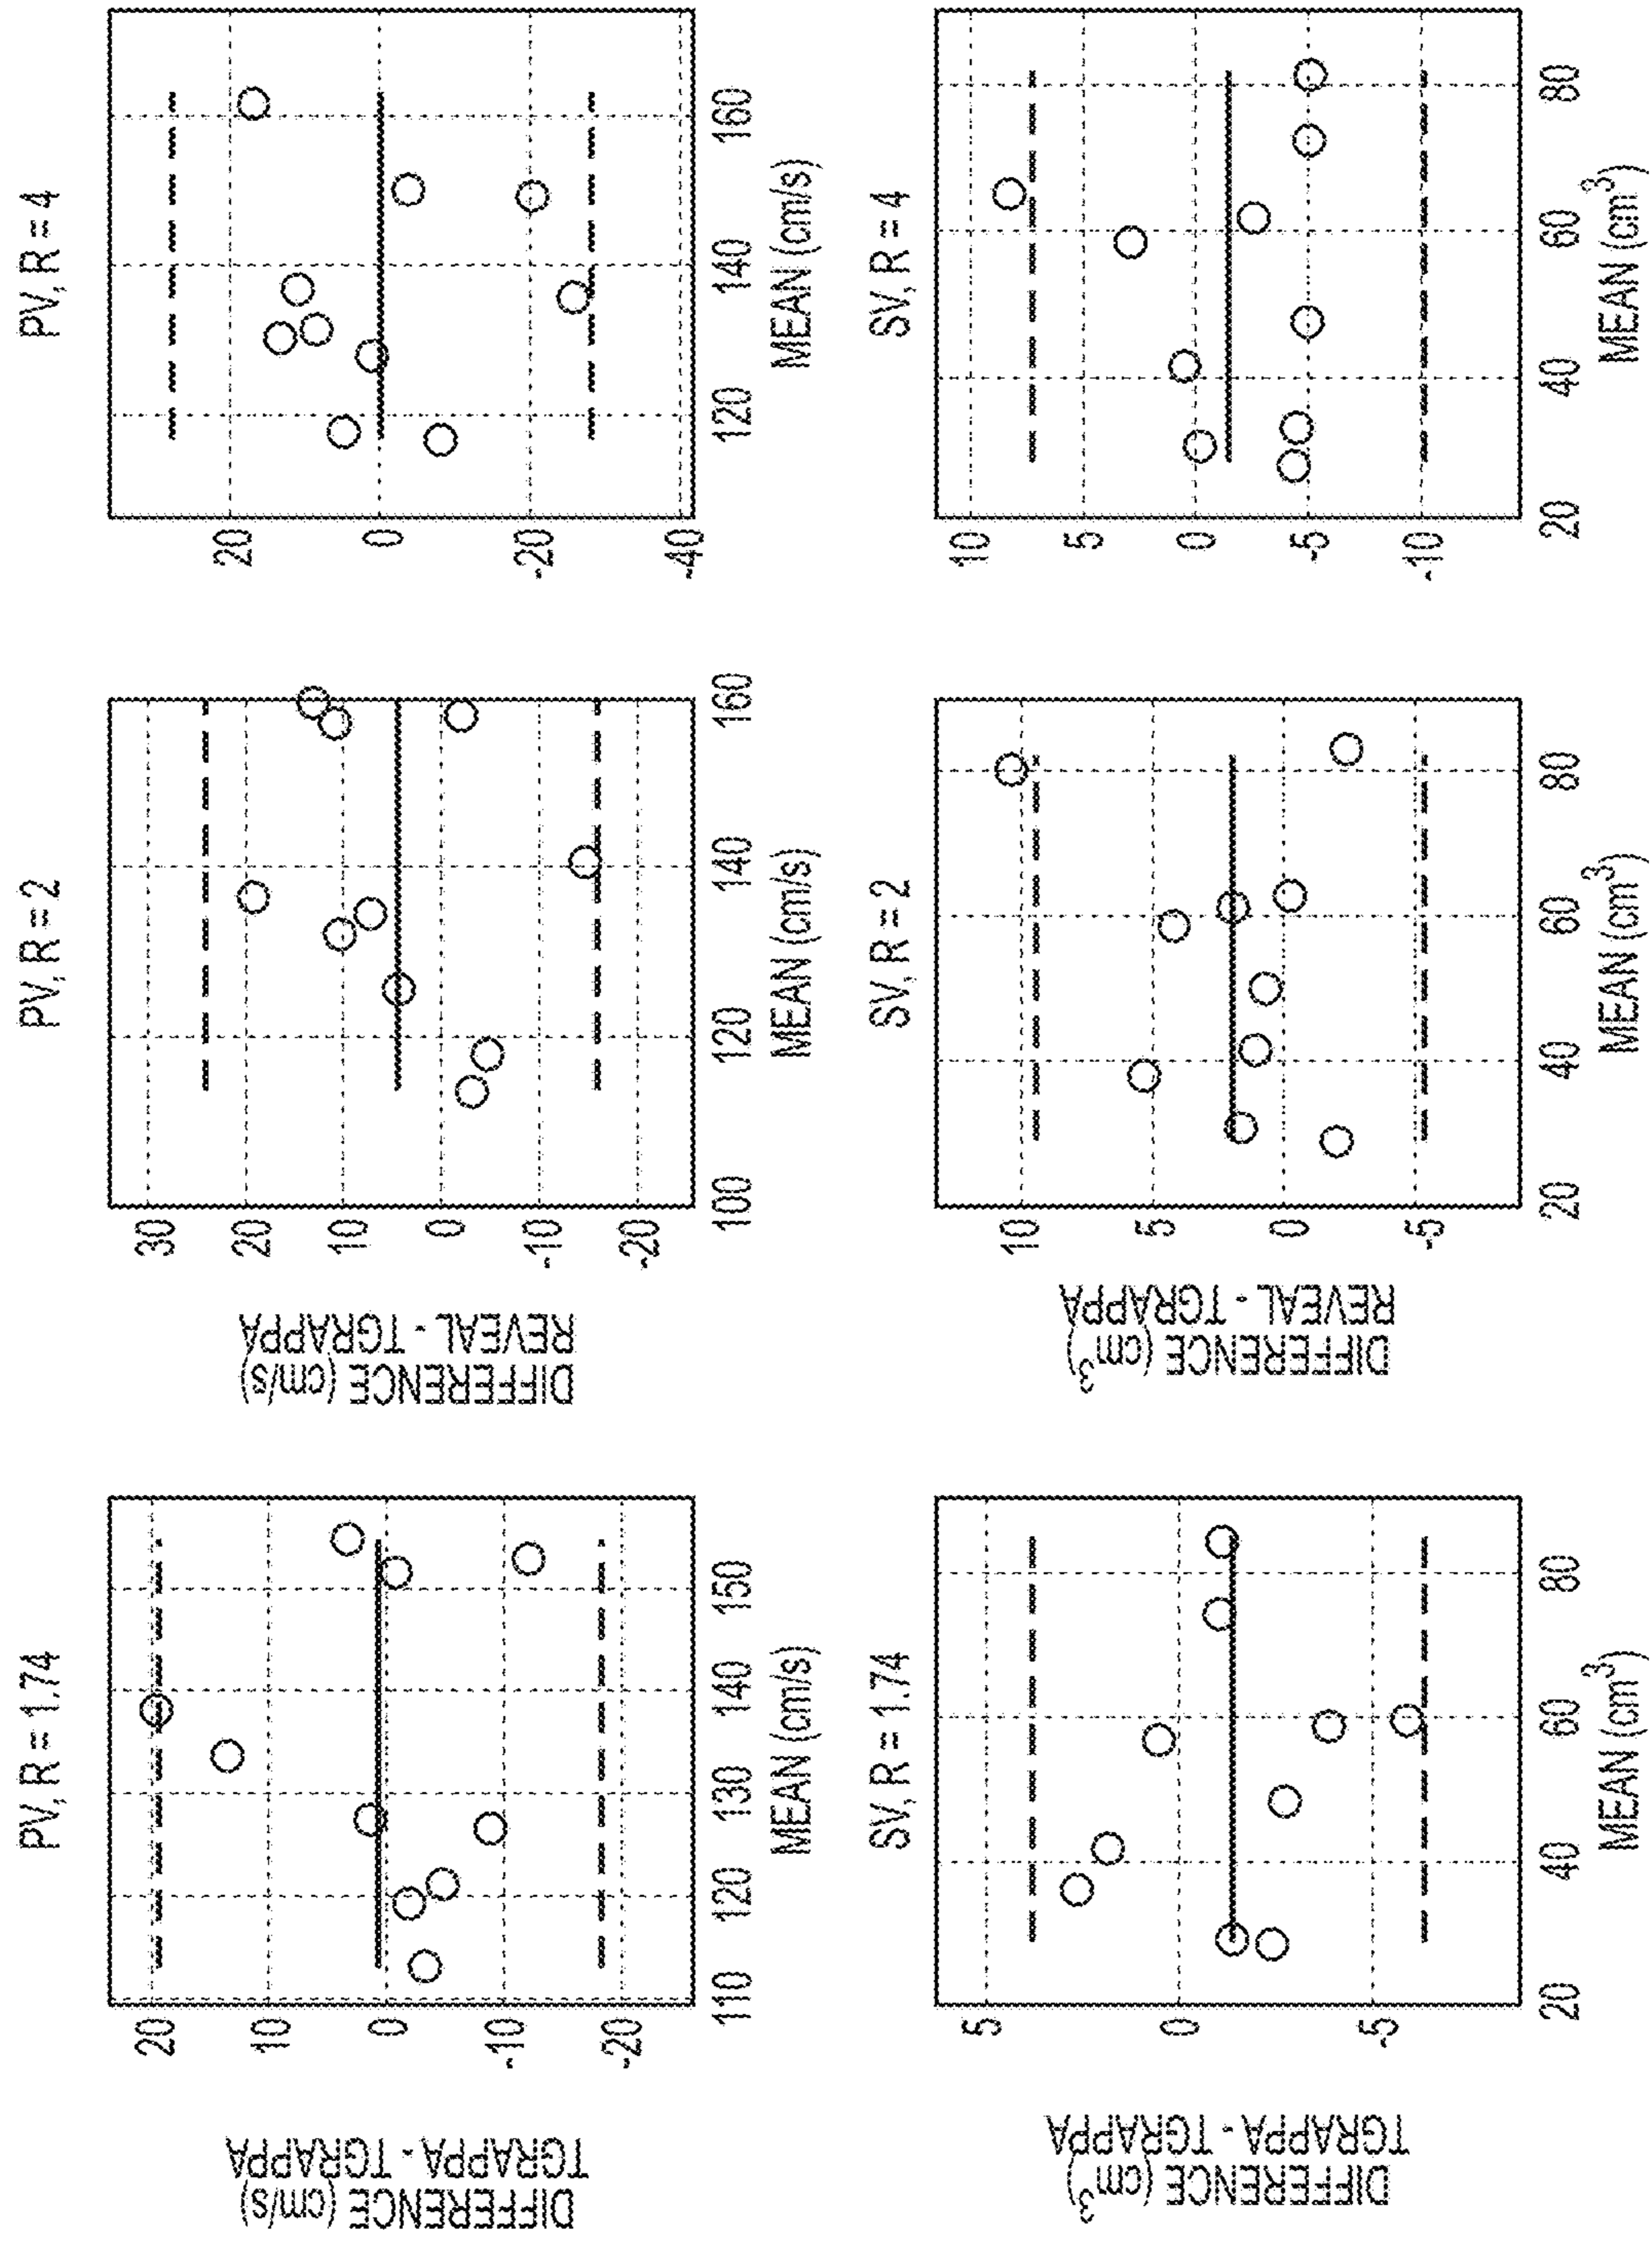 PV, R = 1.74
DIFFERENCE (cm/s)
TGRAPPA - TGRAPPA
20
10
0
-10
-20
110
120
130
140
150
MEAN (cm/s)
PV, R = 2
DIFFERENCE (cm/s)
REVEAL - TGRAPPA
30
20
10
0
-10
-20
100
120
140
160
MEAN (cm/s)
PV, R = 4
20
0
-20
-40
120
140
160
MEAN (cm/s)
SV, R = 1.74
DIFFERENCE (cm³)
TGRAPPA - TGRAPPA
5
0
-5
20
40
60
80
MEAN (cm³)
SV, R = 2
DIFFERENCE (cm³)
REVEAL - TGRAPPA
10
5
0
-5
20
40
60
80
MEAN (cm³)
SV, R = 4
10
5
0
-5
-10
20
40
60
80
MEAN (cm³)